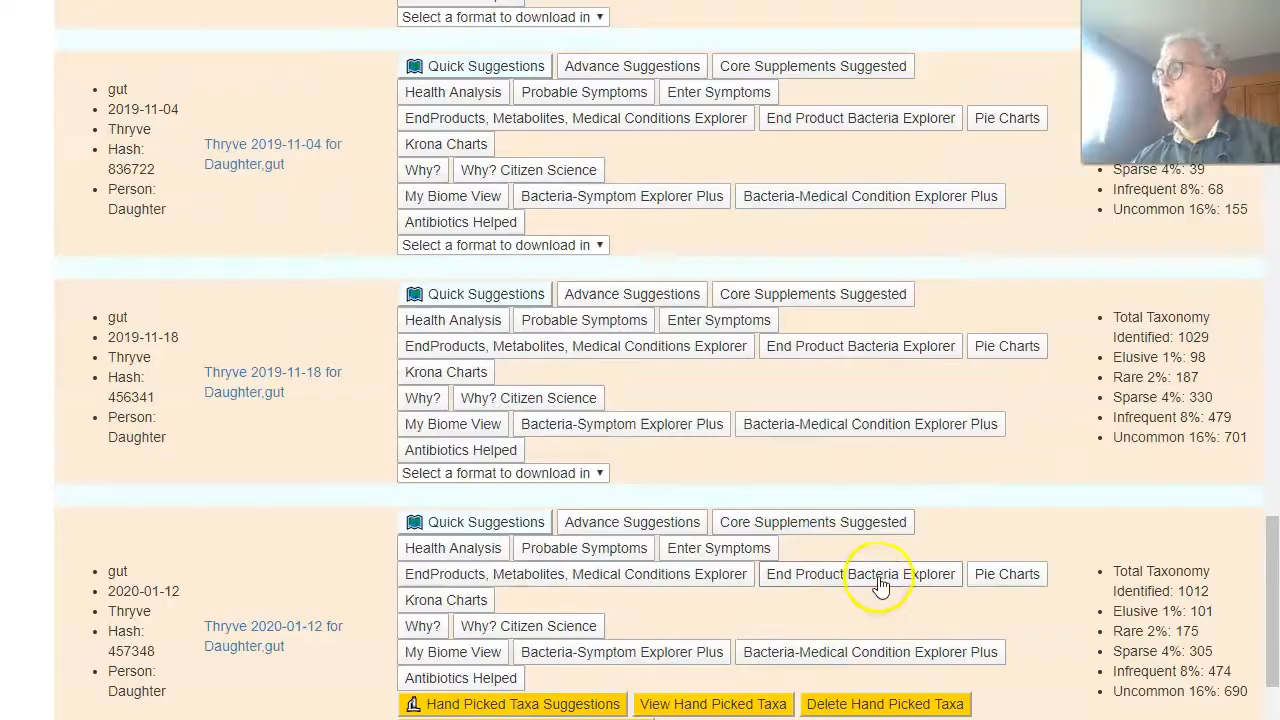 Select a format to download in
Quick Suggestions Advance Suggestions Core Supplements Suggested
gut
Health Analysis Probable Symptoms Enter Symptoms
2019-11-04
EndProducts, Metabolites, Medical Conditions Explorer End Product Bacteria Explorer Pie Charts
Thryve
Thryve 2019-11-04 for
Krona Charts
Hash:
Daughter,gut
836722
Why? Why? Citizen Science
Sparse 4%: 39
Person:
My Biome View Bacteria-Symptom Explorer Plus Bacteria-Medical Condition Explorer Plus
Infrequent 8%: 68
Daughter
Antibiotics Helped
Uncommon 16%: 155
Select a format to download in
Quick Suggestions Advance Suggestions Core Supplements Suggested
gut
Health Analysis Probable Symptoms Enter Symptoms
Total Taxonomy
2019-11-18
Identified: 1029
EndProducts, Metabolites, Medical Conditions Explorer End Product Bacteria Explorer Pie Charts
Thryve
Elusive 1%: 98
Thryve 2019-11-18 for
Krona Charts
Hash:
Rare 2%: 187
Daughter,gut
456341
Why? Why? Citizen Science
Sparse 4%: 330
Person:
My Biome View Bacteria-Symptom Explorer Plus Bacteria-Medical Condition Explorer Plus
Infrequent 8%: 479
Daughter
Antibiotics Helped
Uncommon 16%: 701
Select a format to download in
Quick Suggestions Advance Suggestions Core Supplements Suggested
Health Analysis Probable Symptoms Enter Symptoms
gut
EndProducts, Metabolites, Medical Conditions Explorer End Product Bacteria Explorer Pie Charts
Total Taxonomy
2020-01-12
Identified: 1012
Krona Charts
Thryve
Elusive 1%: 101
Thryve 2020-01-12 for
Why? Why? Citizen Science
Hash:
Rare 2%: 175
Daughter,gut
457348
My Biome View Bacteria-Symptom Explorer Plus Bacteria-Medical Condition Explorer Plus
Sparse 4%: 305
Person:
Infrequent 8%: 474
Antibiotics Helped
Daughter
Uncommon 16%: 690
Hand Picked Taxa Suggestions View Hand Picked Taxa Delete Hand Picked Taxa